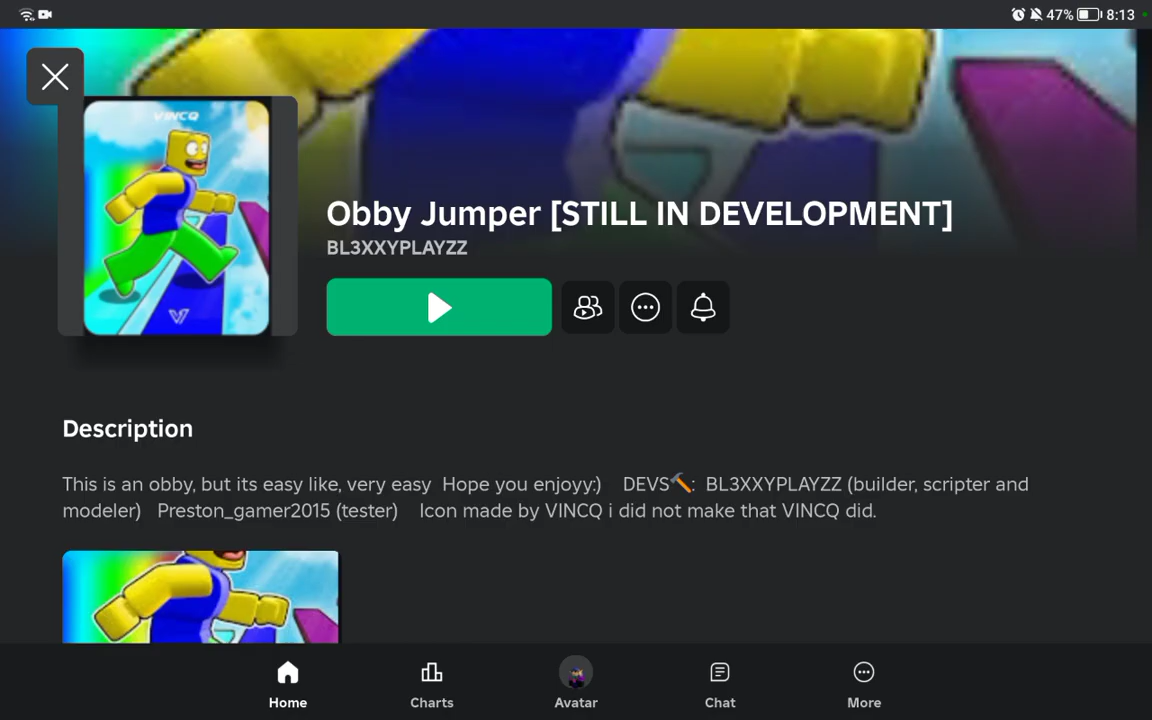 47% 8:13
VINCQ
Obby Jumper [STILL IN DEVELOPMENT]
BL3XXYPLAYZZ
Description
This is an obby, but its easy like, very easy Hope you enjoyy:) DEVS🔨: BL3XXYPLAYZZ (builder, scripter and
modeler) Preston_gamer2015 (tester) Icon made by VINCQ i did not make that VINCQ did.
Home Charts Avatar Chat More